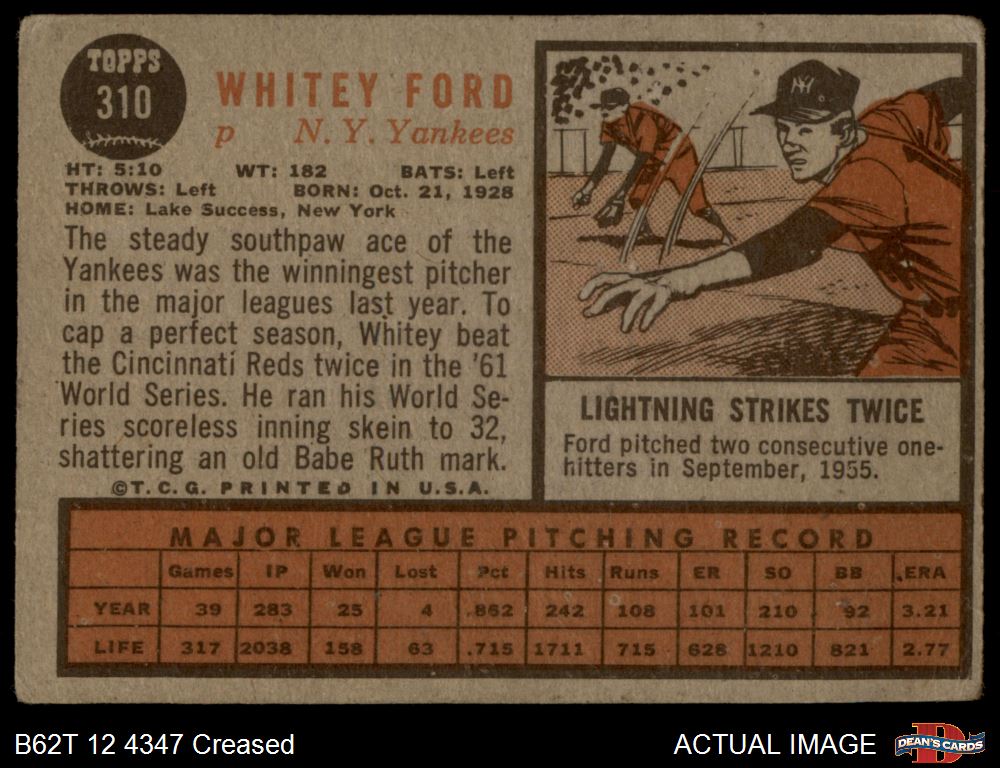 TOPPS
310
WHITEY FORD
p N. Y. Yankees
HT: 5:10 WT: 182 BATS: Left
THROWS: Left BORN: Oct. 21, 1928
HOME: Lake Success, New York
The steady southpaw ace of the
Yankees was the winningest pitcher
in the major leagues last year. To
cap a perfect season, Whitey beat
the Cincinnati Reds twice in the '61
World Series. He ran his World Se-
ries scoreless inning skein to 32,
shattering an old Babe Ruth mark.
©T.C.G. PRINTED IN U.S.A.
NY
LIGHTNING STRIKES TWICE
Ford pitched two consecutive one-
hitters in September, 1955.
MAJOR LEAGUE PITCHING RECORD
Games IP Won Lost Pct Hits Runs ER SO BB ERA
YEAR 39 283 25 4 .862 242 108 101 210 92 3.21
LIFE 317 2038 158 63 .715 1711 715 628 1210 821 2.77
B62T 12 4347 Creased
ACTUAL IMAGE
D
DEAN'S CARDS